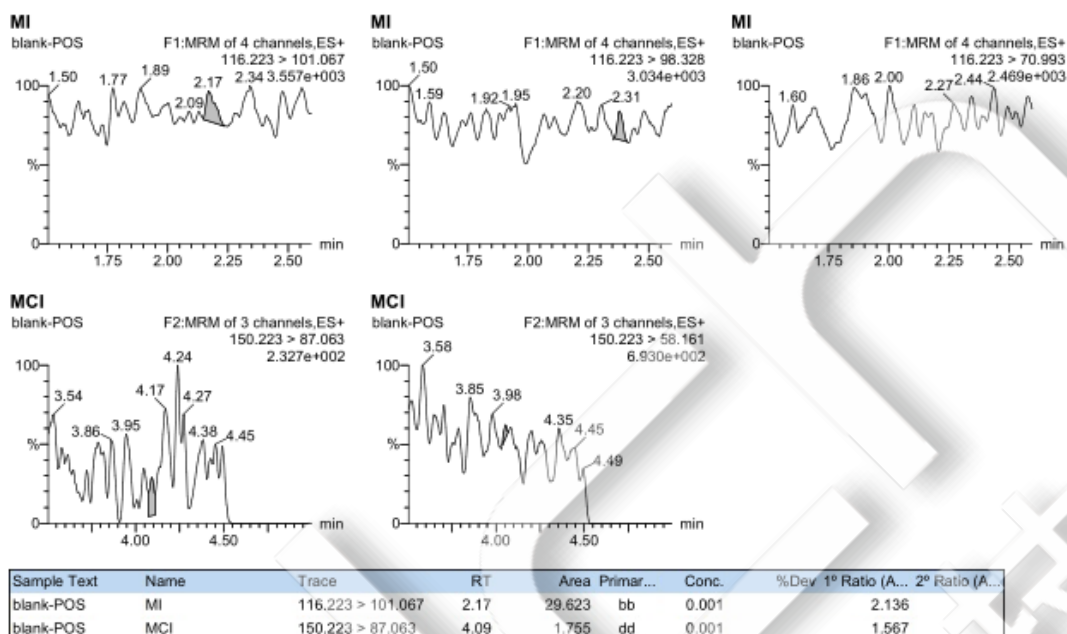 MI
blank-POS
F1:MRM of 4 channels,ES+
116.223 > 101.067
3.557e+003
1.50
1.77
1.89
2.09
2.17
2.34
100
%
0
min
1.75
2.00
2.25
2.50
MI
blank-POS
F1:MRM of 4 channels,ES+
116.223 > 98.328
3.034e+003
1.50
1.59
1.92
1.95
2.20
2.31
100
%
0
min
1.75
2.00
2.25
2.50
MI
blank-POS
F1:MRM of 4 channels,ES+
116.223 > 70.993
2.469e+003
1.60
1.86
2.00
2.27
2.44
100
%
0
min
1.75
2.00
2.25
2.50
MCI
blank-POS
F2:MRM of 3 channels,ES+
150.223 > 87.063
2.327e+002
3.54
3.86
3.95
4.17
4.24
4.27
4.38
4.45
100
%
0
min
4.00
4.50
MCI
blank-POS
F2:MRM of 3 channels,ES+
150.223 > 58.161
6.930e+002
3.58
3.85
3.98
4.35
4.45
4.49
100
%
0
min
4.00
4.50
Sample Text Name Trace RT Area Primar... Conc. %Dev 1º Ratio (A... 2º Ratio (A...
blank-POS MI 116.223 > 101.067 2.17 29.623 bb 0.001 2.136
blank-POS MCI 150.223 > 87.063 4.09 1.755 dd 0.001 1.567